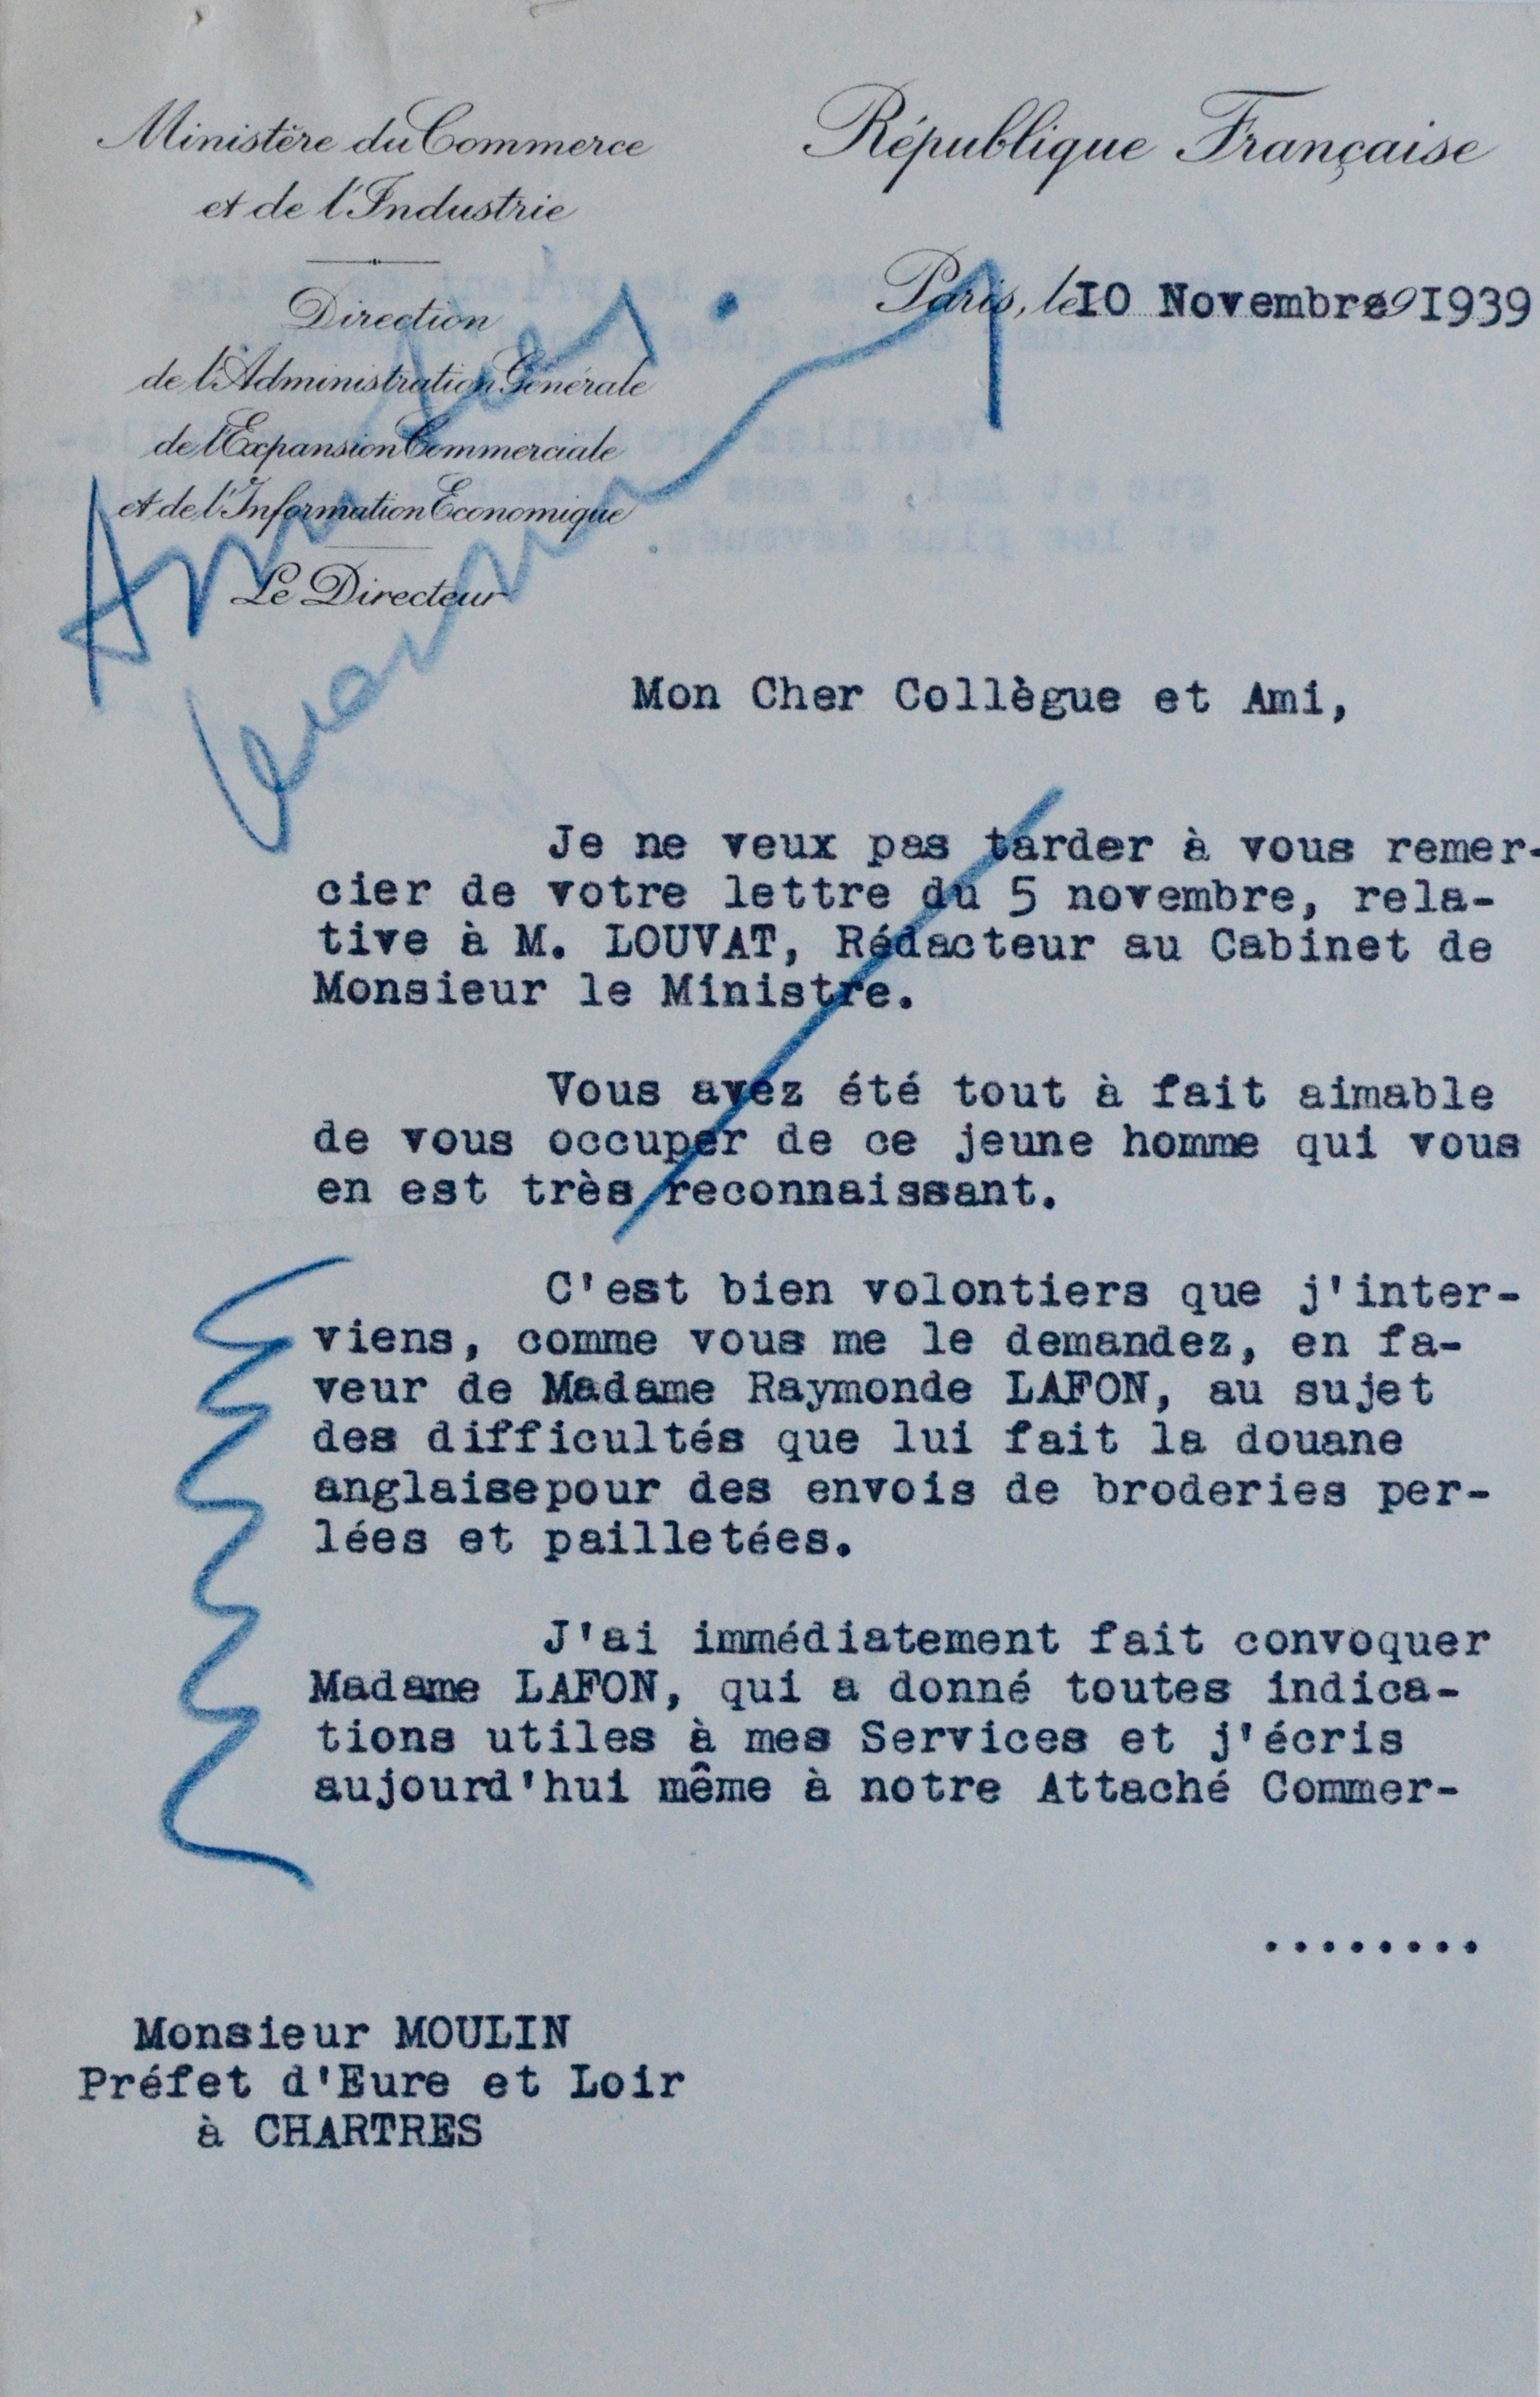 Ministère du Commerce
et de l'Industrie
République Française
Paris, le 10 Novembre 1939
Direction
de l'Administration Générale
de l'Expansion Commerciale
et de l'Information Economique
Le Directeur
Mon Cher Collègue et Ami,
Je ne veux pas tarder à vous remer-
cier de votre lettre du 5 novembre, rela-
tive à M. LOUVAT, Rédacteur au Cabinet de
Monsieur le Ministre.
Vous avez été tout à fait aimable
de vous occuper de ce jeune homme qui vous
en est très reconnaissant.
C'est bien volontiers que j'inter-
viens, comme vous me le demandez, en fa-
veur de Madame Raymonde LAFON, au sujet
des difficultés que lui fait la douane
anglaisepour des envois de broderies per-
lées et pailletées.
J'ai immédiatement fait convoquer
Madame LAFON, qui a donné toutes indica-
tions utiles à mes Services et j'écris
aujourd'hui même à notre Attaché Commer-
........
Monsieur MOULIN
Préfet d'Eure et Loir
à CHARTRES